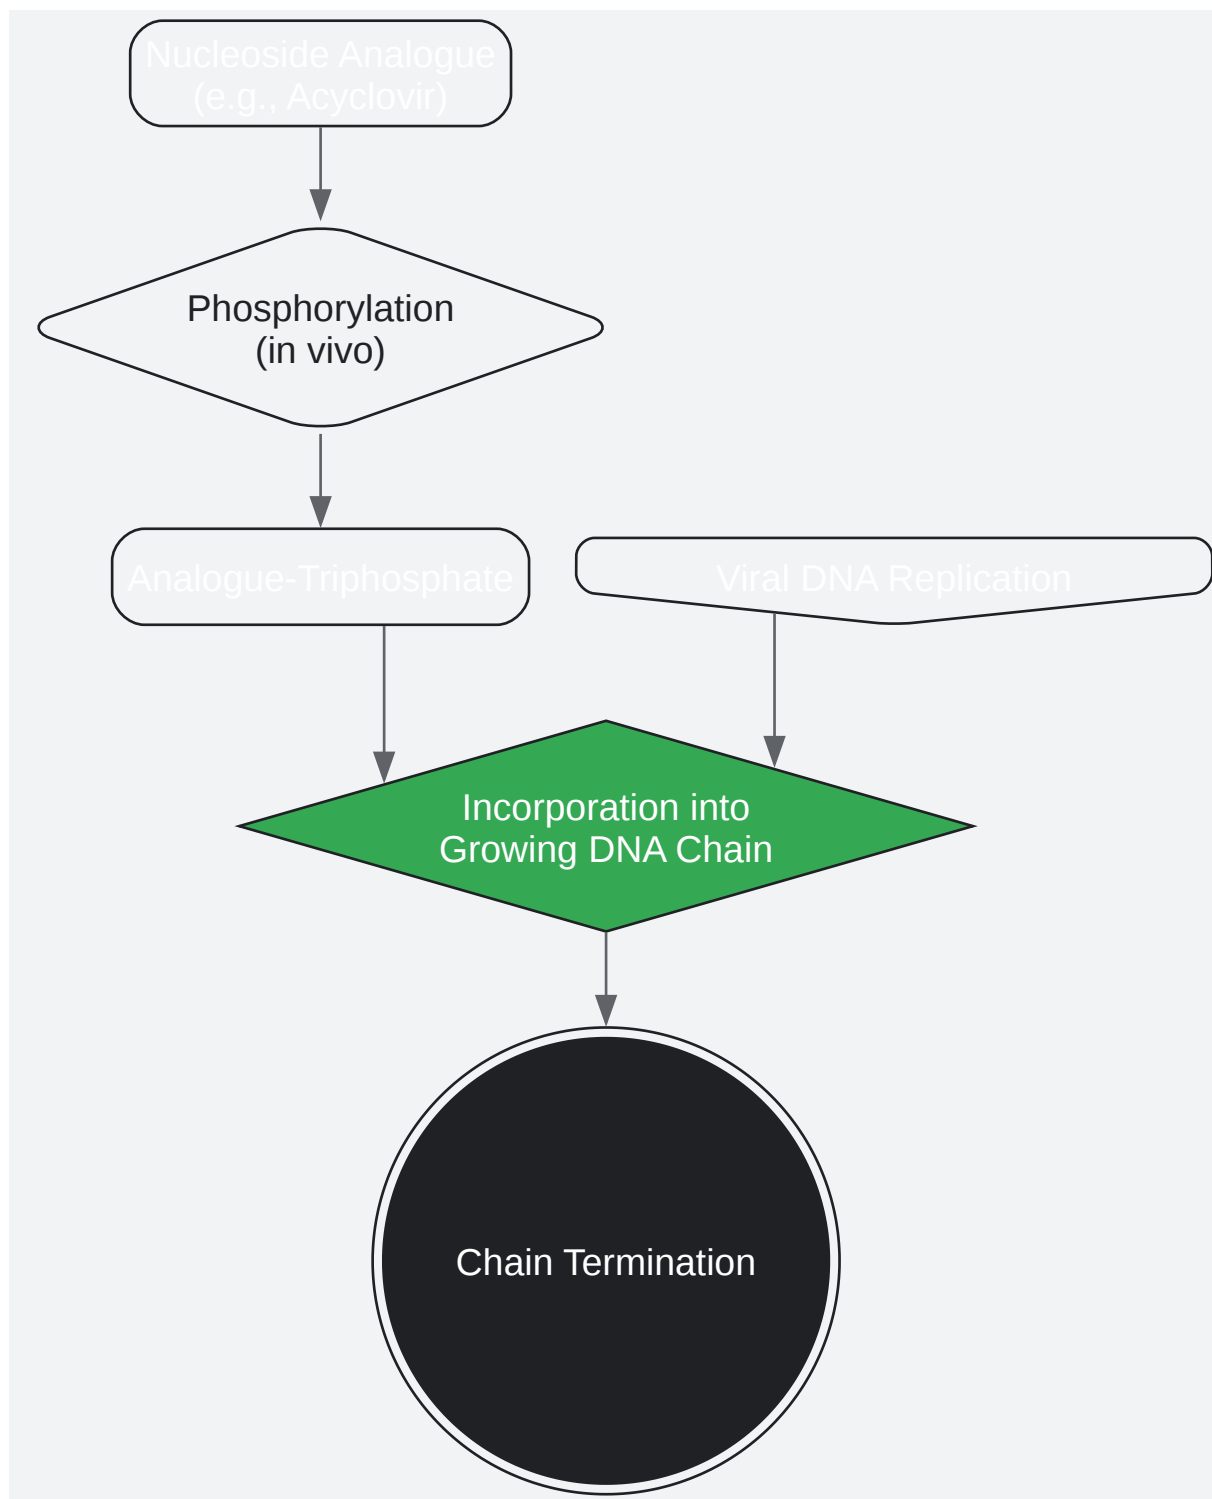 Nucleoside Analogue
(e.g., Acyclovir)
Phosphorylation
(in vivo)
Analogue-Triphosphate
Viral DNA Replication
Incorporation into
Growing DNA Chain
Chain Termination